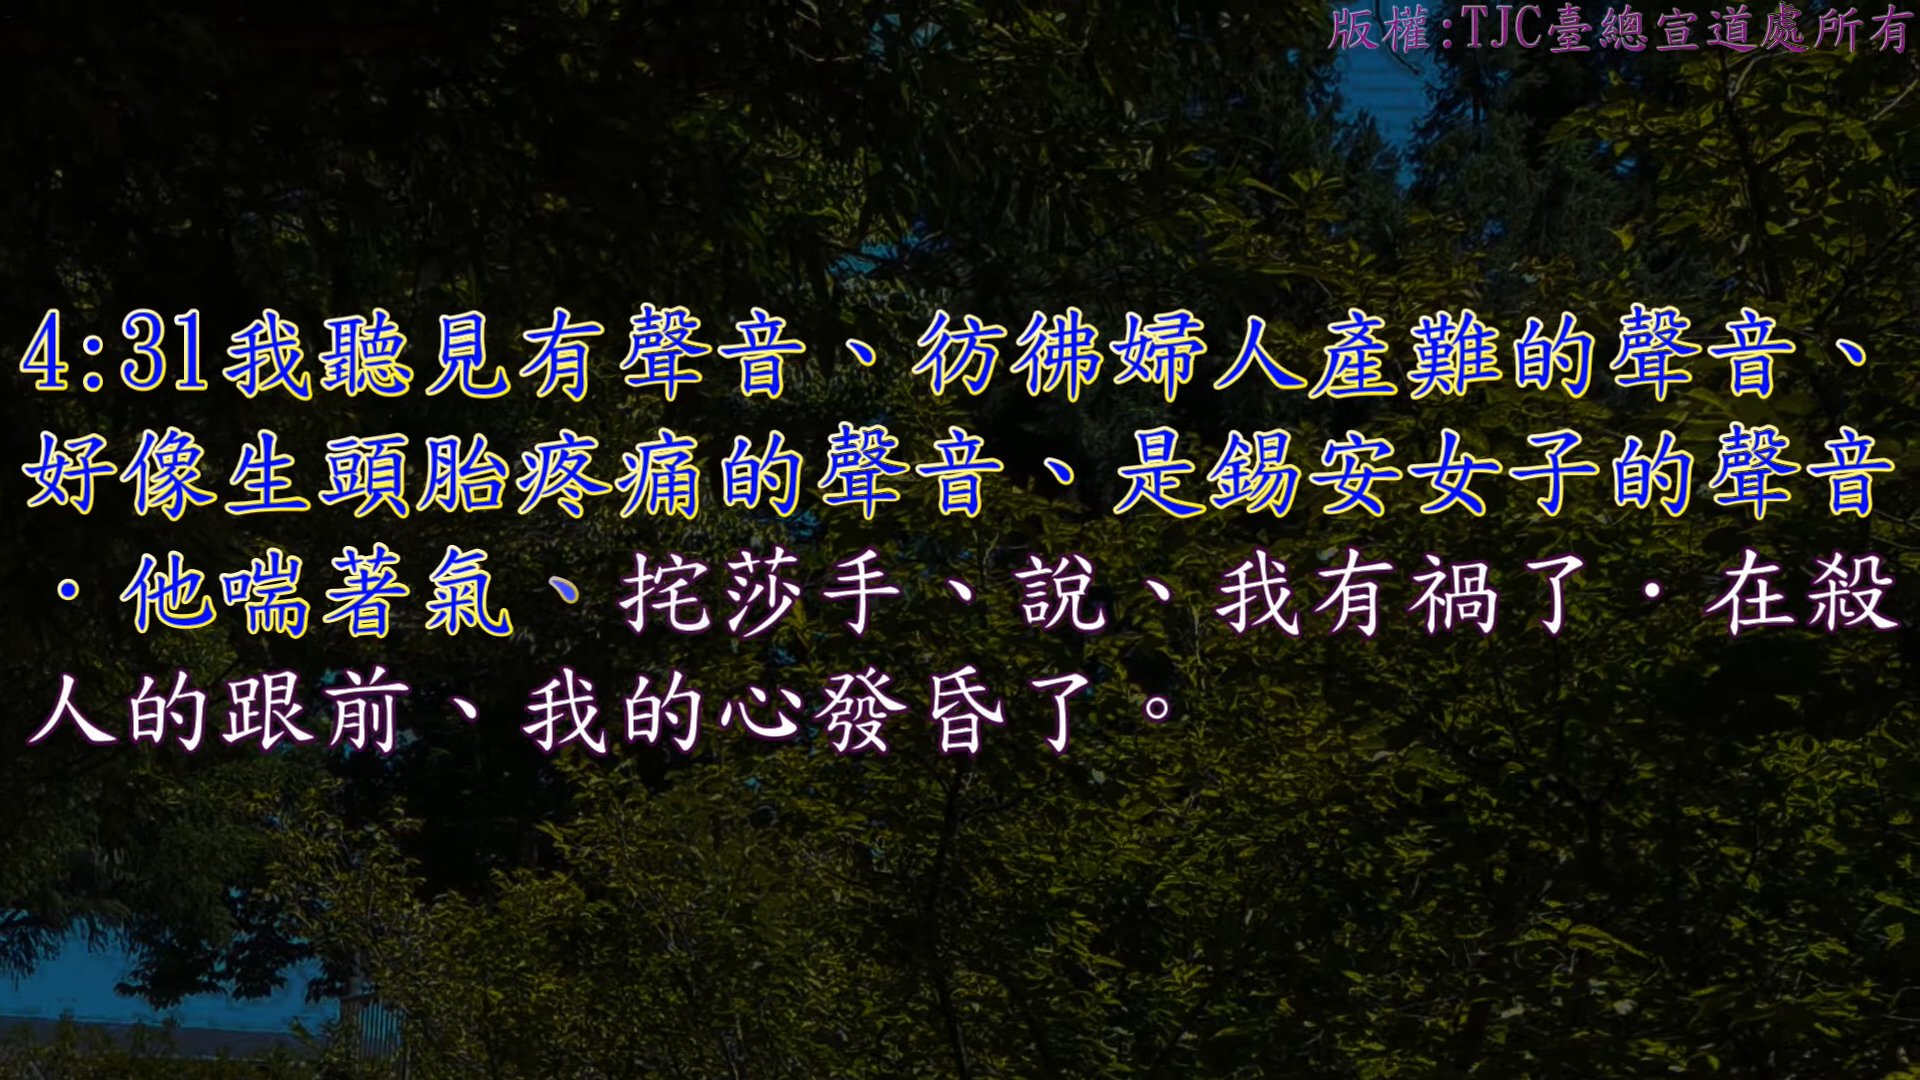 版權:TJC臺總宣道處所有
4:31我聽見有聲音、彷彿婦人產難的聲音、
好像生頭胎疼痛的聲音、是錫安女子的聲音
．他喘著氣、挓莎手、說、我有禍了．在殺
人的跟前、我的心發昏了。